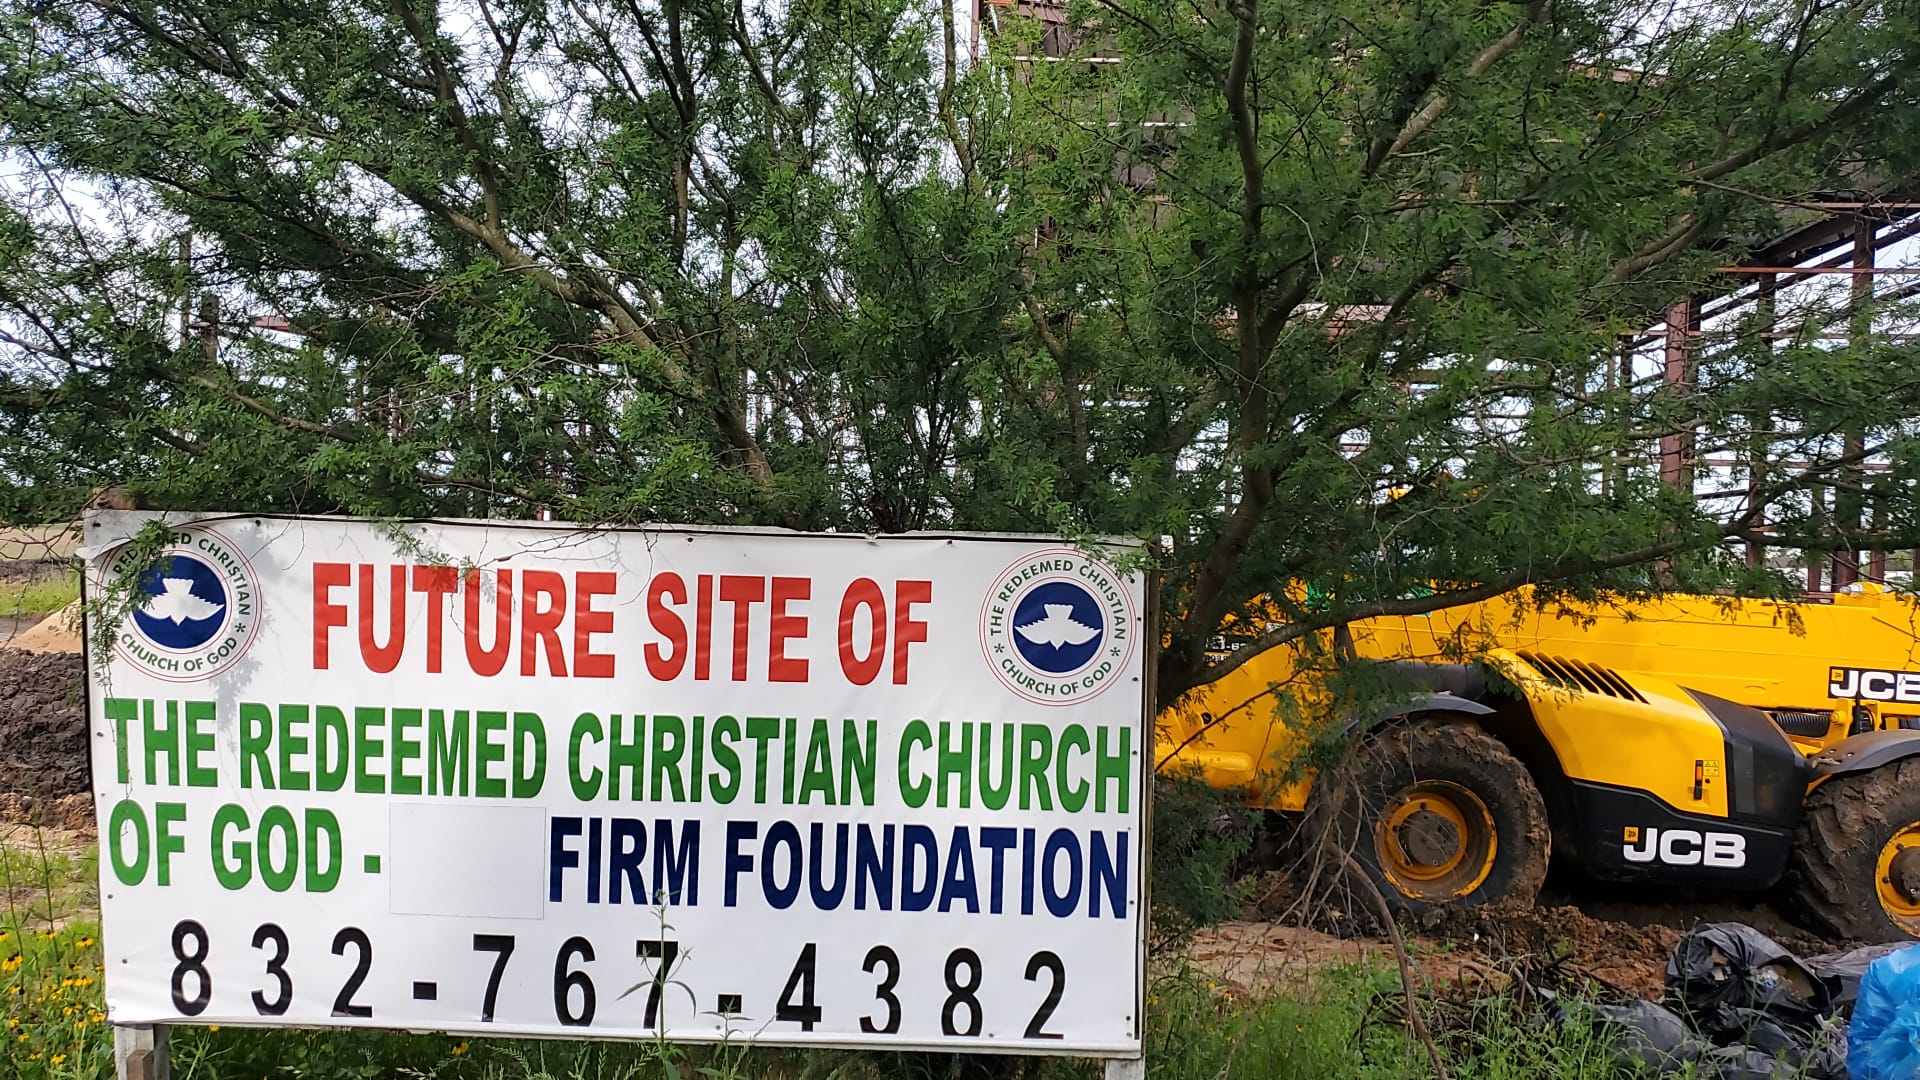 REDEEMED CHRISTIAN
CHURCH OF GOD *
FUTURE SITE OF
THE REDEEMED CHRISTIAN
* CHURCH OF GOD *
THE REDEEMED CHRISTIAN CHURCH
OF GOD - FIRM FOUNDATION
832-767-4382
JCB
JCB